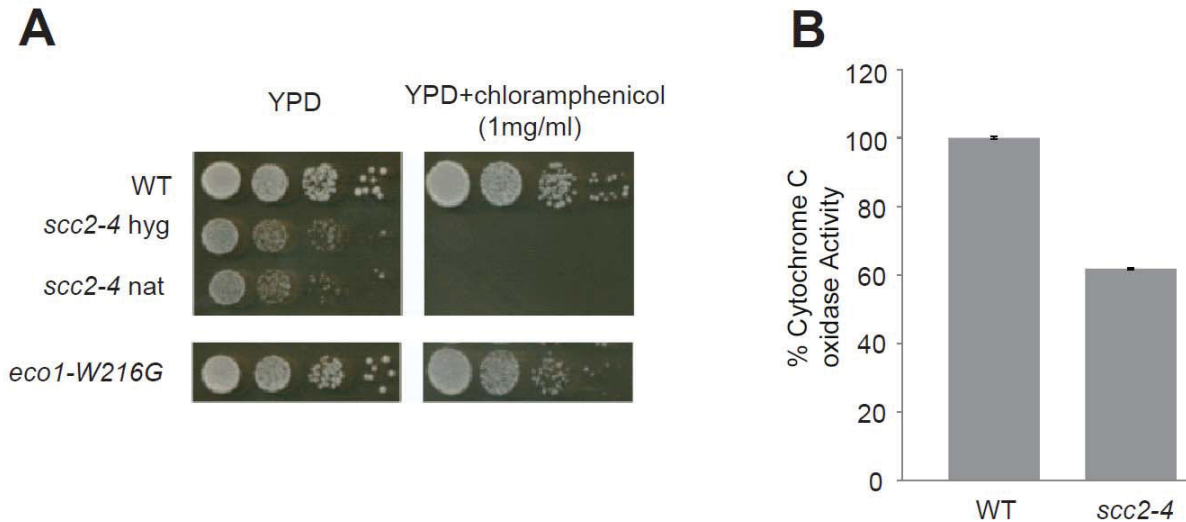 A
YPD
YPD+chloramphenicol
(1mg/ml)
WT
scc2-4 hyg
scc2-4 nat
eco1-W216G
B
% Cytochrome C
oxidase Activity
120
100
80
60
40
20
0
WT
scc2-4